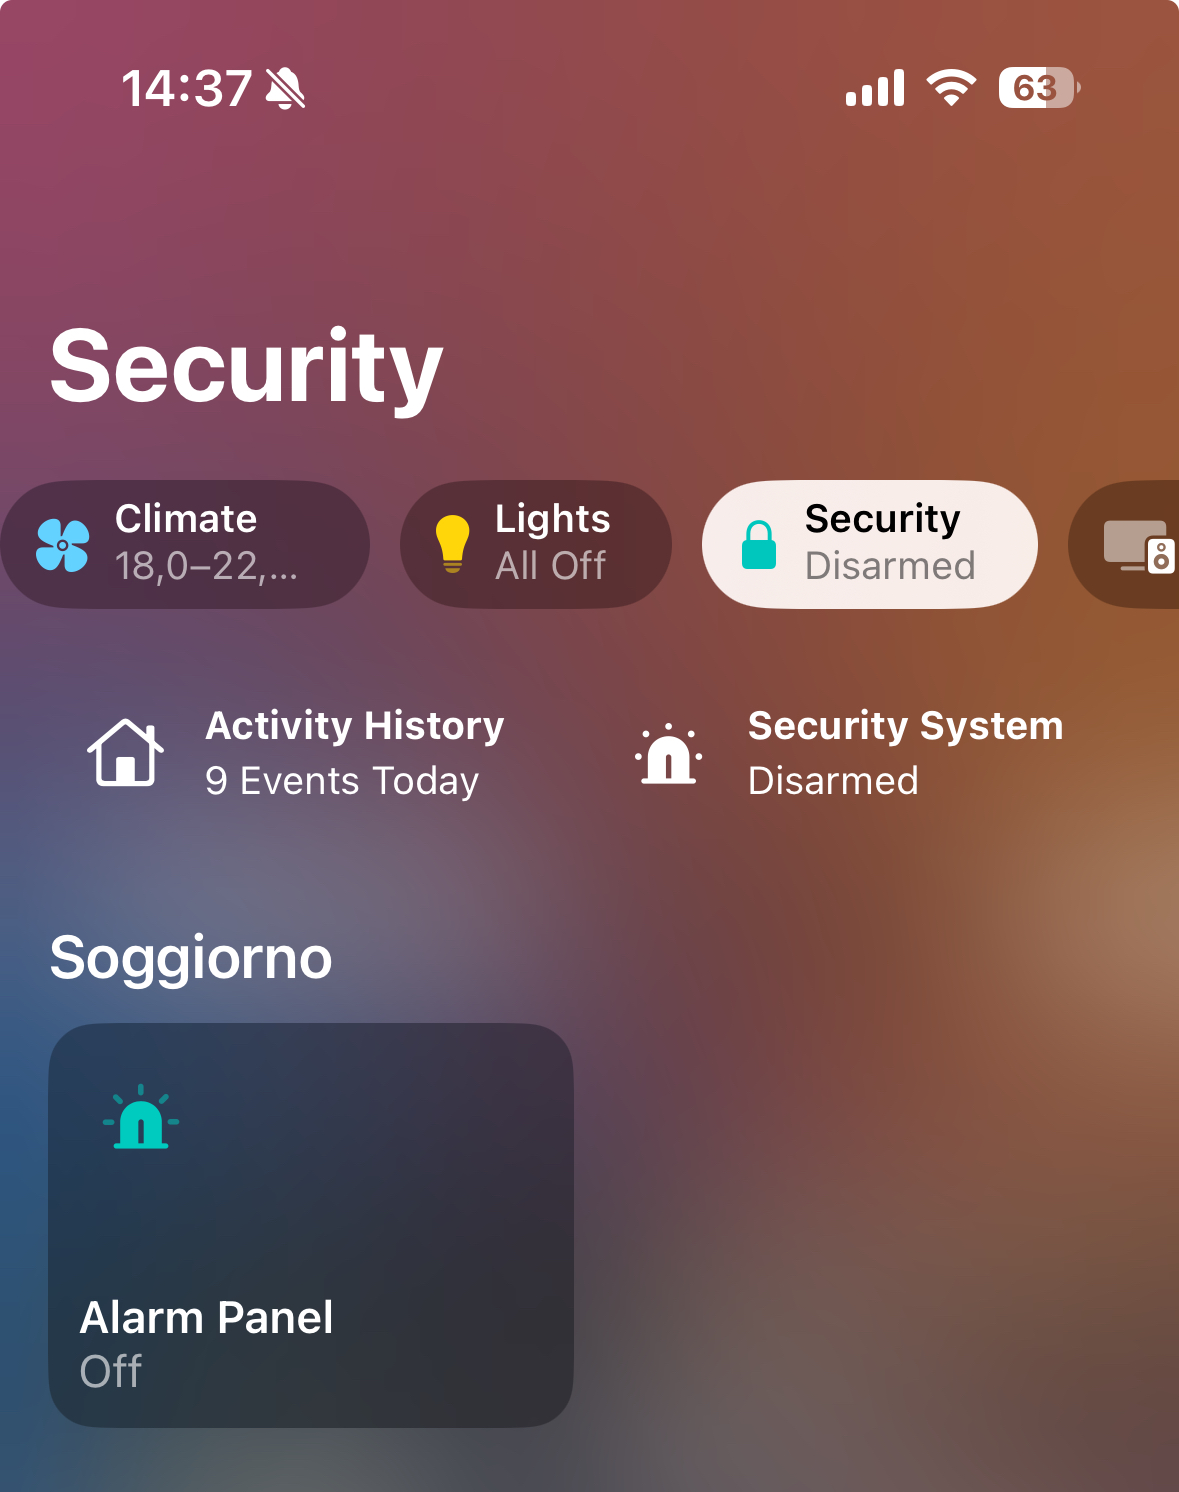 14:37
63
Security
Climate
18,0–22,...
Lights
All Off
Security
Disarmed
Activity History
9 Events Today
Security System
Disarmed
Soggiorno
Alarm Panel
Off